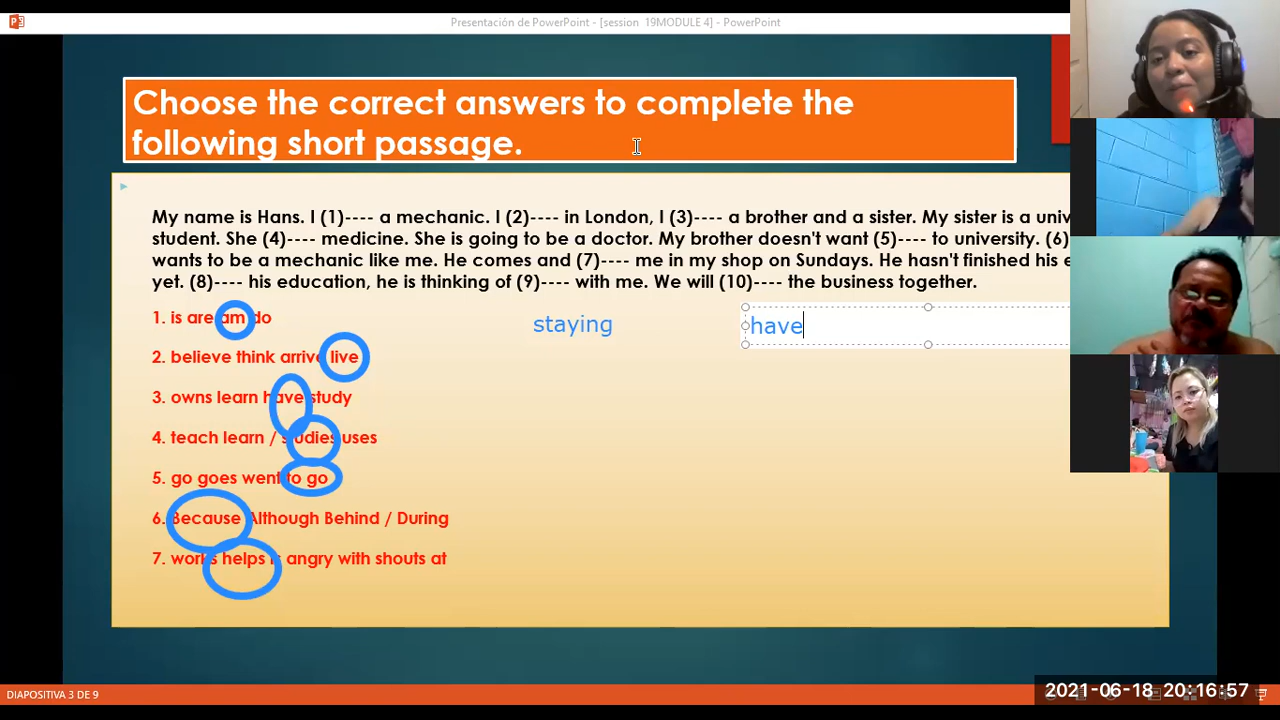 Presentación de PowerPoint - [session 19MODULE 4] - PowerPoint
Choose the correct answers to complete the
following short passage.
My name is Hans. I (1)---- a mechanic. I (2)---- in London, I (3)---- a brother and a sister. My sister is a univ
student. She (4)---- medicine. She is going to be a doctor. My brother doesn't want (5)---- to university. (6)
wants to be a mechanic like me. He comes and (7)---- me in my shop on Sundays. He hasn't finished his e
yet. (8)---- his education, he is thinking of (9)---- with me. We will (10)---- the business together.
1. is are am do
staying
have
2. believe think arrive live
3. owns learn have study
4. teach learn / studies uses
5. go goes went to go
6. Because Although Behind / During
7. works helps is angry with shouts at
DIAPOSITIVA 3 DE 9
2021-06-18 20:16:57